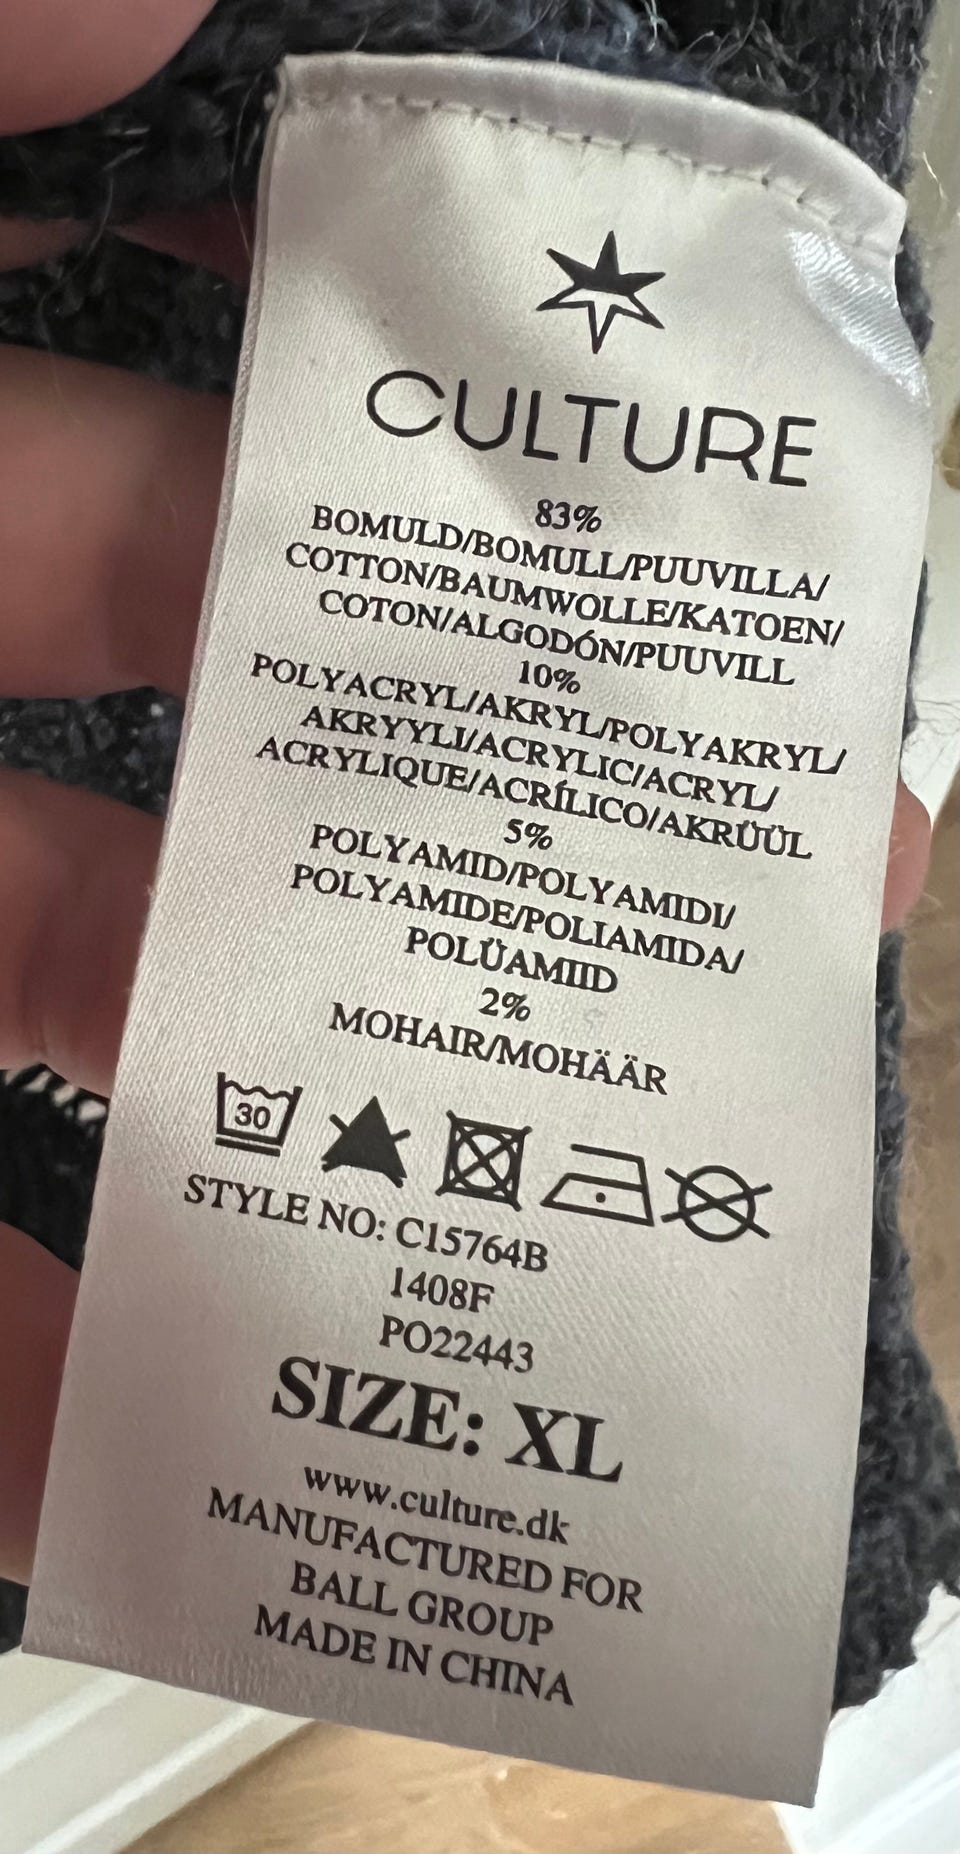 CULTURE
83%
BOMULD/BOMULL/PUUVILLA/
COTTON/BAUMWOLLE/KATOEN/
COTON/ALGODÓN/PUUVILL
10%
POLYACRYL/AKRYL/POLYAKRYL/
AKRYYLI/ACRYLIC/ACRYL/
ACRYLIQUE/ACRÍLICO/AKRÜÜL
5%
POLYAMID/POLYAMIDI/
POLYAMIDE/POLIAMIDA/
POLÜAMIID
2%
MOHAIR/MOHÄÄR
30
STYLE NO: C15764B
1408F
PO22443
SIZE: XL
www.culture.dk
MANUFACTURED FOR
BALL GROUP
MADE IN CHINA